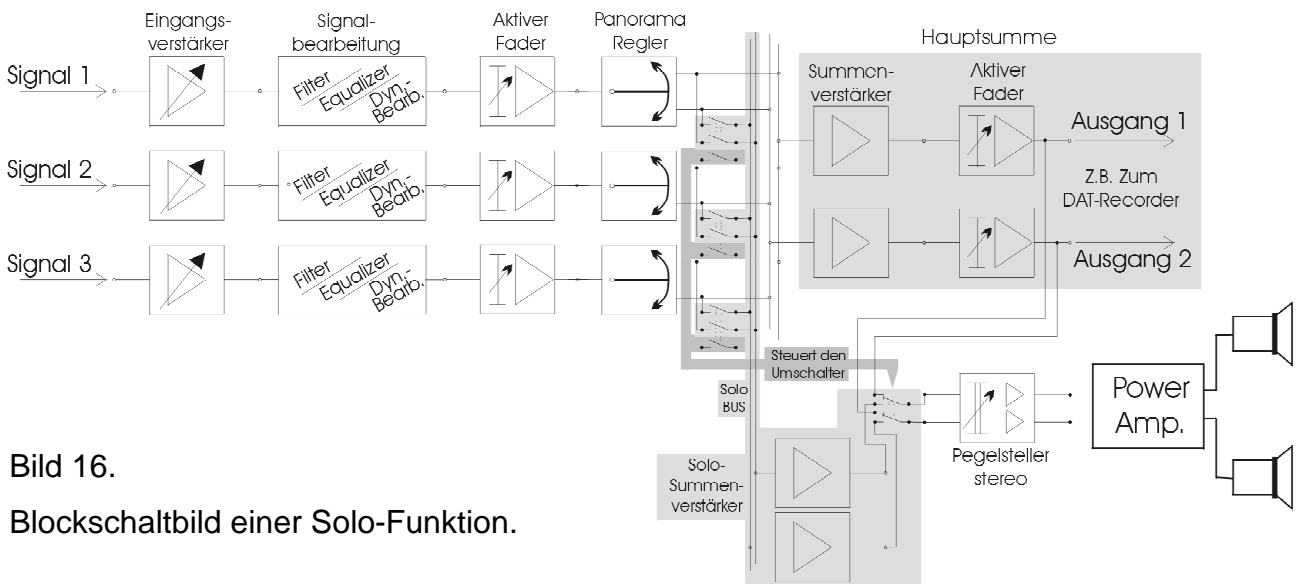 Eingangs-
verstärker
Signal-
bearbeitung
Aktiver
Fader
Panorama
Regler
Hauptsumme
Signal 1
Filter
Equalizer
Dyn.-
Bearb.
Summen-
verstärker
Aktiver
Fader
Ausgang 1
Signal 2
Filter
Equalizer
Dyn.-
Bearb.
Z.B. Zum
DAT-Recorder
Signal 3
Filter
Equalizer
Dyn.-
Bearb.
Ausgang 2
Steuert den
Umschalter
Solo
BUS
Power
Amp.
Pegelsteller
stereo
Solo-
Summen-
verstärker
Bild 16.
Blockschaltbild einer Solo-Funktion.